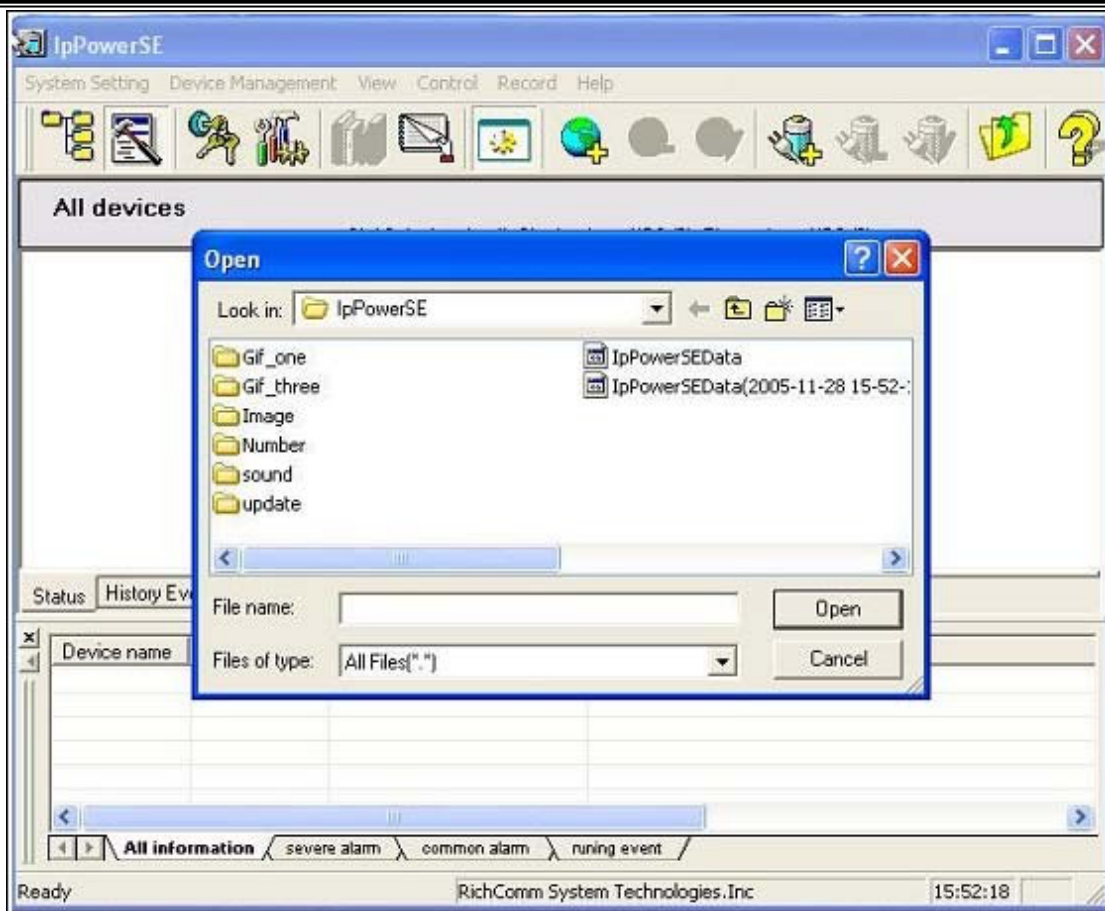 IpPowerSE
System Setting Device Management View Control Record Help
All devices
Open
Look in: IpPowerSE
Gif_one
Gif_three
Image
Number
sound
update
IpPowerSEData
IpPowerSEData(2005-11-28 15-52-
File name:
Open
Files of type: All Files(".")
Cancel
Status History Ev
Device name
All information severe alarm common alarm runing event
Ready RichComm System Technologies.Inc 15:52:18